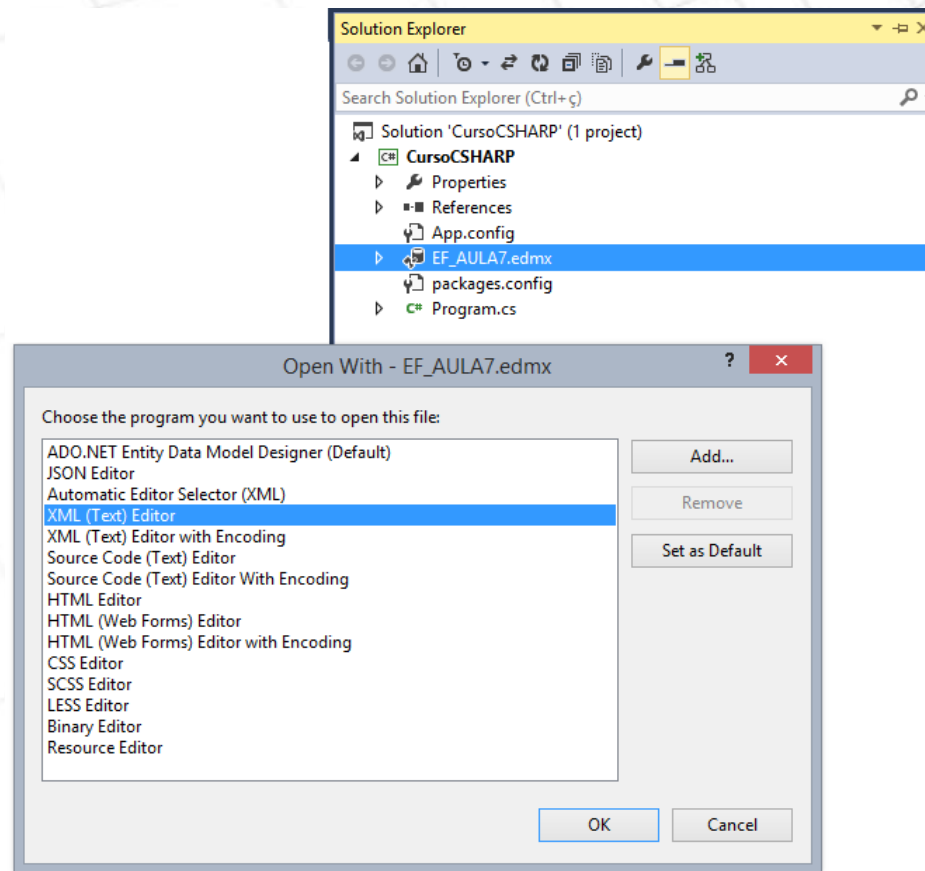 Solution Explorer
Search Solution Explorer (Ctrl+ç)
Solution 'CursoCSHARP' (1 project)
C# CursoCSHARP
Properties
References
App.config
EF_AULA7.edmx
packages.config
C# Program.cs
Open With - EF_AULA7.edmx
?
Choose the program you want to use to open this file:
ADO.NET Entity Data Model Designer (Default)
JSON Editor
Automatic Editor Selector (XML)
XML (Text) Editor
XML (Text) Editor with Encoding
Source Code (Text) Editor
Source Code (Text) Editor With Encoding
HTML Editor
HTML (Web Forms) Editor
HTML (Web Forms) Editor with Encoding
CSS Editor
SCSS Editor
LESS Editor
Binary Editor
Resource Editor
Add...
Remove
Set as Default
OK
Cancel